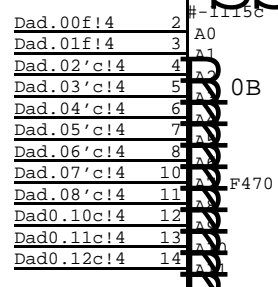 #-1115c
Dad.00f!4 2 A0
Dad.01f!4 3 A1
Dad.02'c!4 4
Dad.03'c!4 5 0B
Dad.04'c!4 6
Dad.05'c!4 7
Dad.06'c!4 8
Dad.07'c!4 10 F470
Dad.08'c!4 11
Dad0.10c!4 12
Dad0.11c!4 13
Dad0.12c!4 14